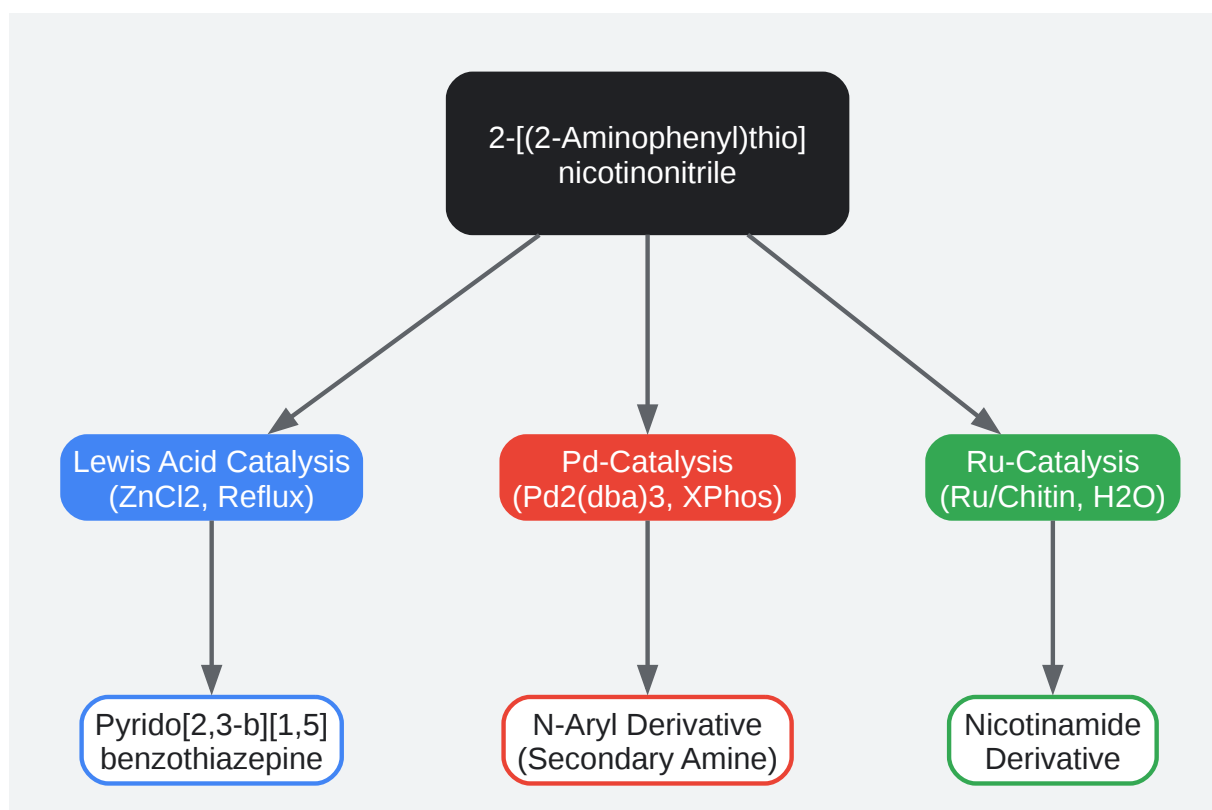 2-[(2-Aminophenyl)thio]
nicotinonitrile
Lewis Acid Catalysis
(ZnCl2, Reflux)
Pd-Catalysis
(Pd2(dba)3, XPhos)
Ru-Catalysis
(Ru/Chitin, H2O)
Pyrido[2,3-b][1,5]
benzothiazepine
N-Aryl Derivative
(Secondary Amine)
Nicotinamide
Derivative